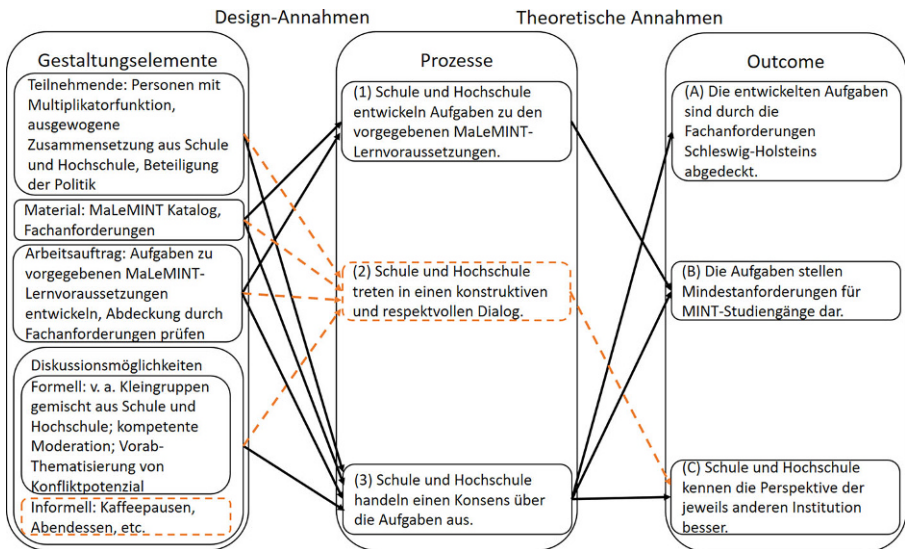 Design-Annahmen
Theoretische Annahmen
Gestaltungselemente
Teilnehmende: Personen mit
Multiplikatorfunktion,
ausgewogene
Zusammensetzung aus Schule
und Hochschule, Beteiligung
der Politik
Material: MaLeMINT Katalog,
Fachanforderungen
Arbeitsauftrag: Aufgaben zu
vorgegebenen MaLeMINT-
Lernvoraussetzungen
entwickeln, Abdeckung durch
Fachanforderungen prüfen
Diskussionsmöglichkeiten
Formell: v. a. Kleingruppen
gemischt aus Schule und
Hochschule; kompetente
Moderation; Vorab-
Thematisierung von
Konfliktpotenzial
Informell: Kaffeepausen,
Abendessen, etc.
Prozesse
(1) Schule und Hochschule
entwickeln Aufgaben zu den
vorgegebenen MaLeMINT-
Lernvoraussetzungen.
(2) Schule und Hochschule
treten in einen konstruktiven
und respektvollen Dialog.
(3) Schule und Hochschule
handeln einen Konsens über
die Aufgaben aus.
Outcome
(A) Die entwickelten Aufgaben
sind durch die
Fachanforderungen
Schleswig-Holsteins
abgedeckt.
(B) Die Aufgaben stellen
Mindestanforderungen für
MINT-Studiengänge dar.
(C) Schule und Hochschule
kennen die Perspektive der
jeweils anderen Institution
besser.